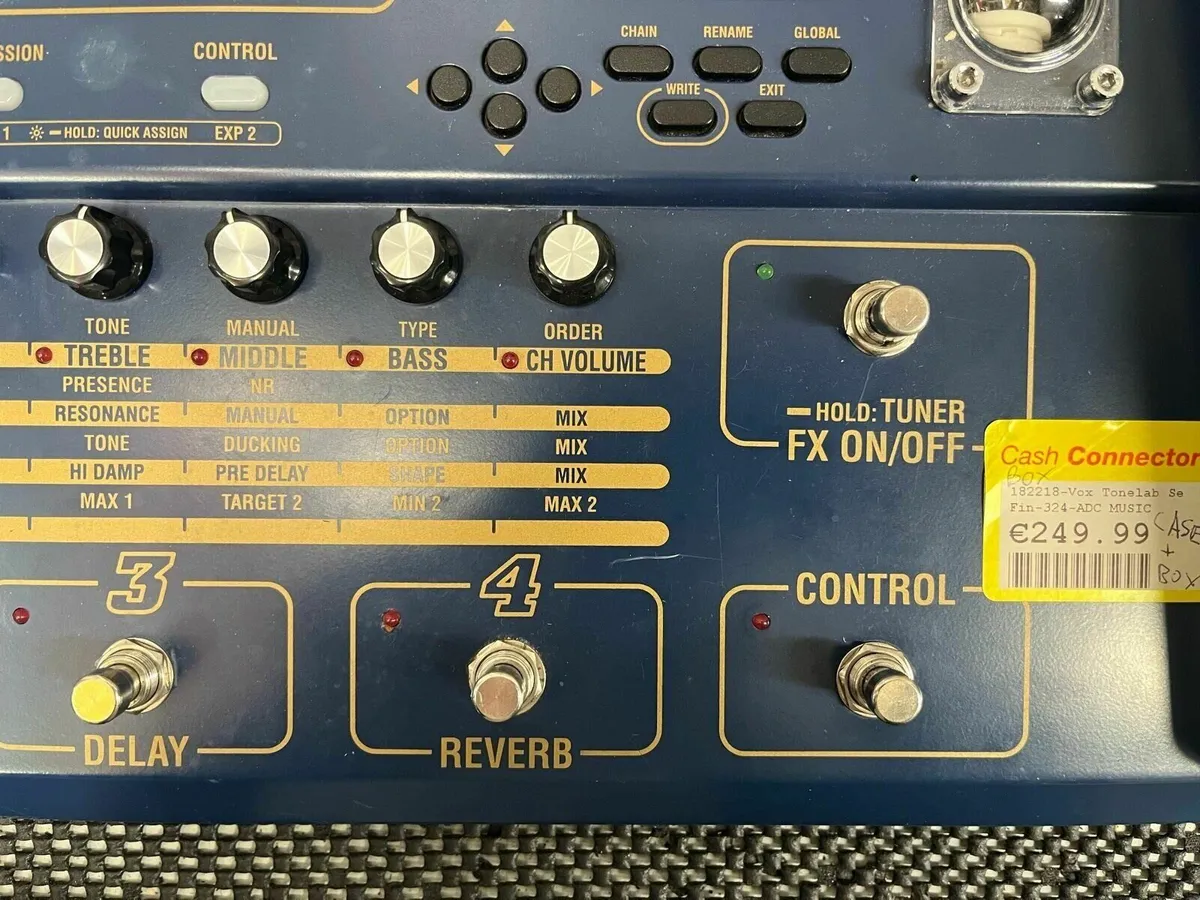 SSION
CONTROL
1 — HOLD: QUICK ASSIGN EXP 2
CHAIN RENAME GLOBAL
WRITE EXIT
TONE MANUAL TYPE ORDER
TREBLE MIDDLE BASS CH VOLUME
PRESENCE NR
RESONANCE MANUAL OPTION MIX
TONE DUCKING OPTION MIX
HI DAMP PRE DELAY SHAPE MIX
MAX 1 TARGET 2 MIN 2 MAX 2
— HOLD: TUNER
FX ON/OFF
Cash Connector
BOX
182218-Vox Tonelab Se
Fin-324-ADC MUSIC
€249.99
CASE
+
BOX
3
DELAY
4
REVERB
CONTROL